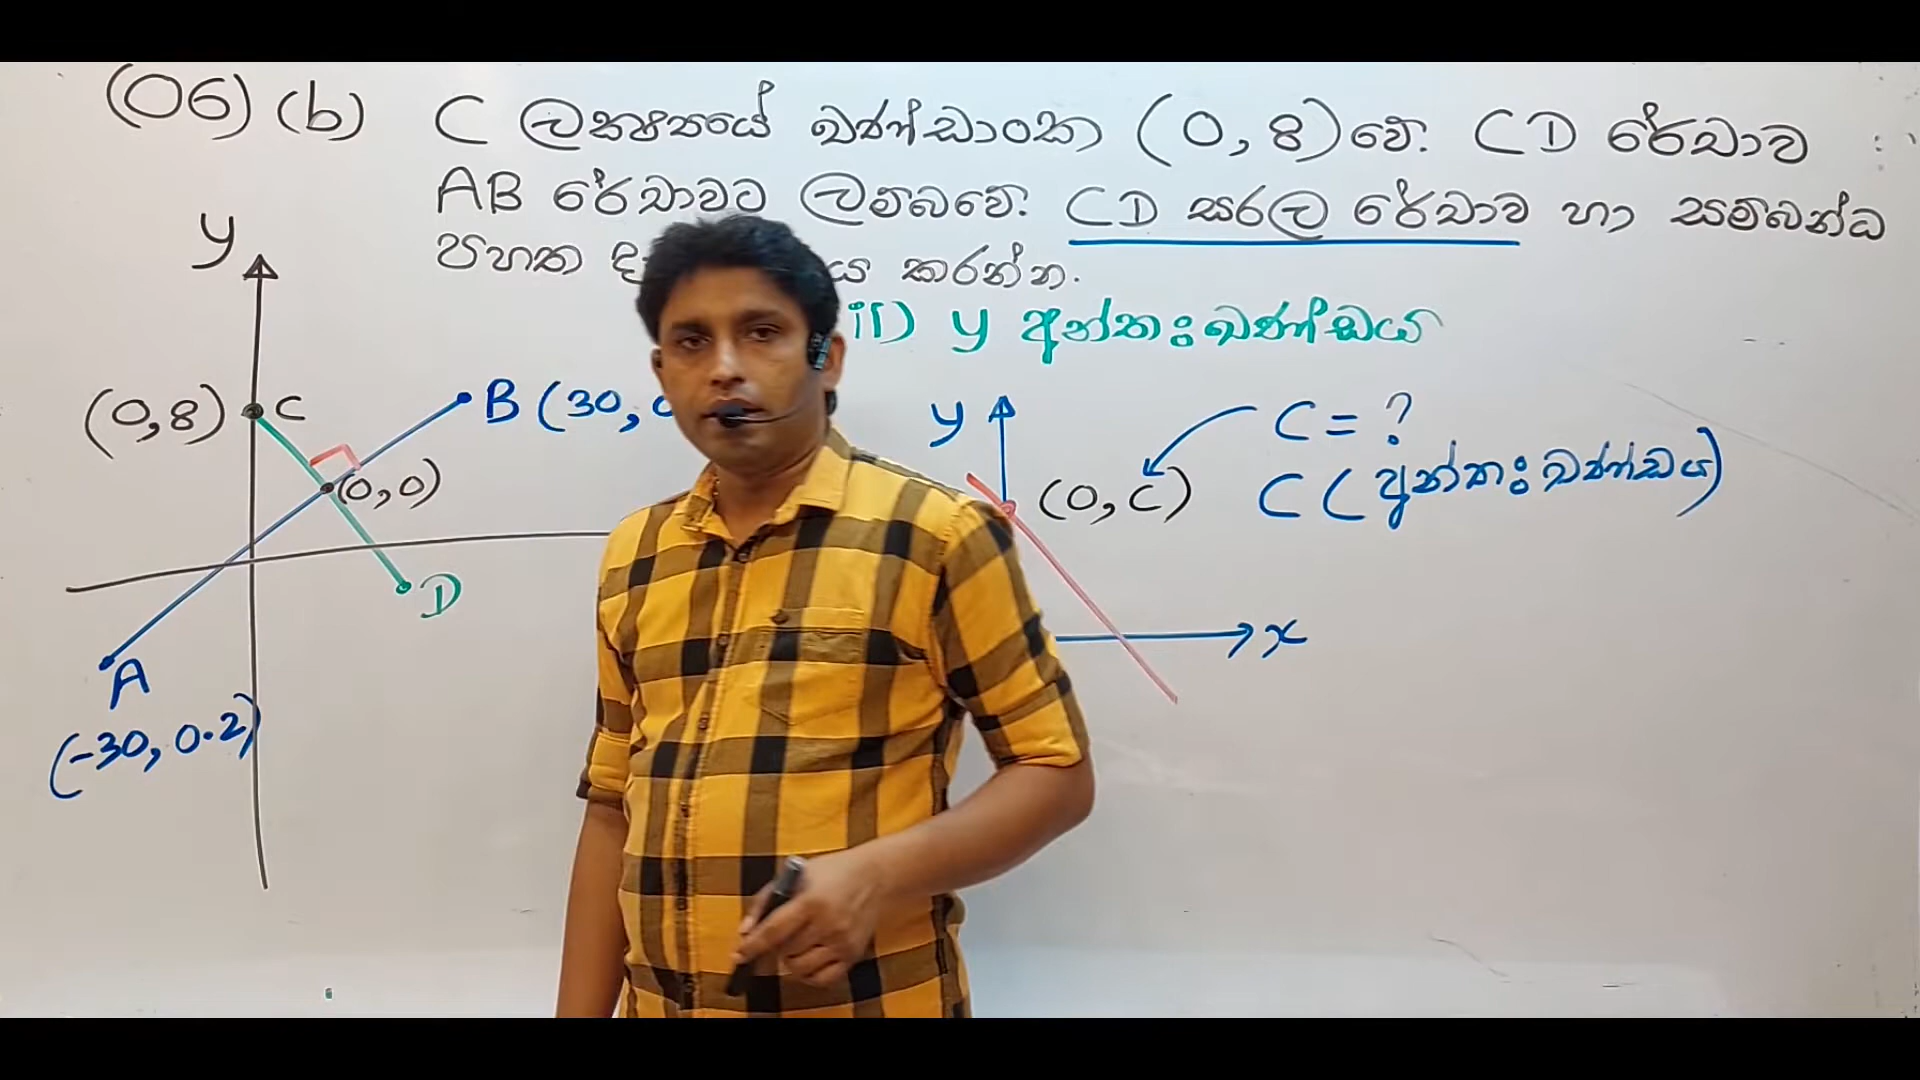 (06) (b) C ලක්ෂ්‍යයේ ඛණ්ඩාංක (0, 8) වේ. CD රේඛාව
AB රේඛාවට ලම්බවේ. CD සරල රේඛාව හා සම්බන්ධ
පහත කරන්න.
ii) y අන්තඃඛණ්ඩය
y
(0,8) C
B (30,
(0,0)
D
A
(-30, 0.2)
y
(0, C)
x
C = ?
C (අන්තඃඛණ්ඩය)